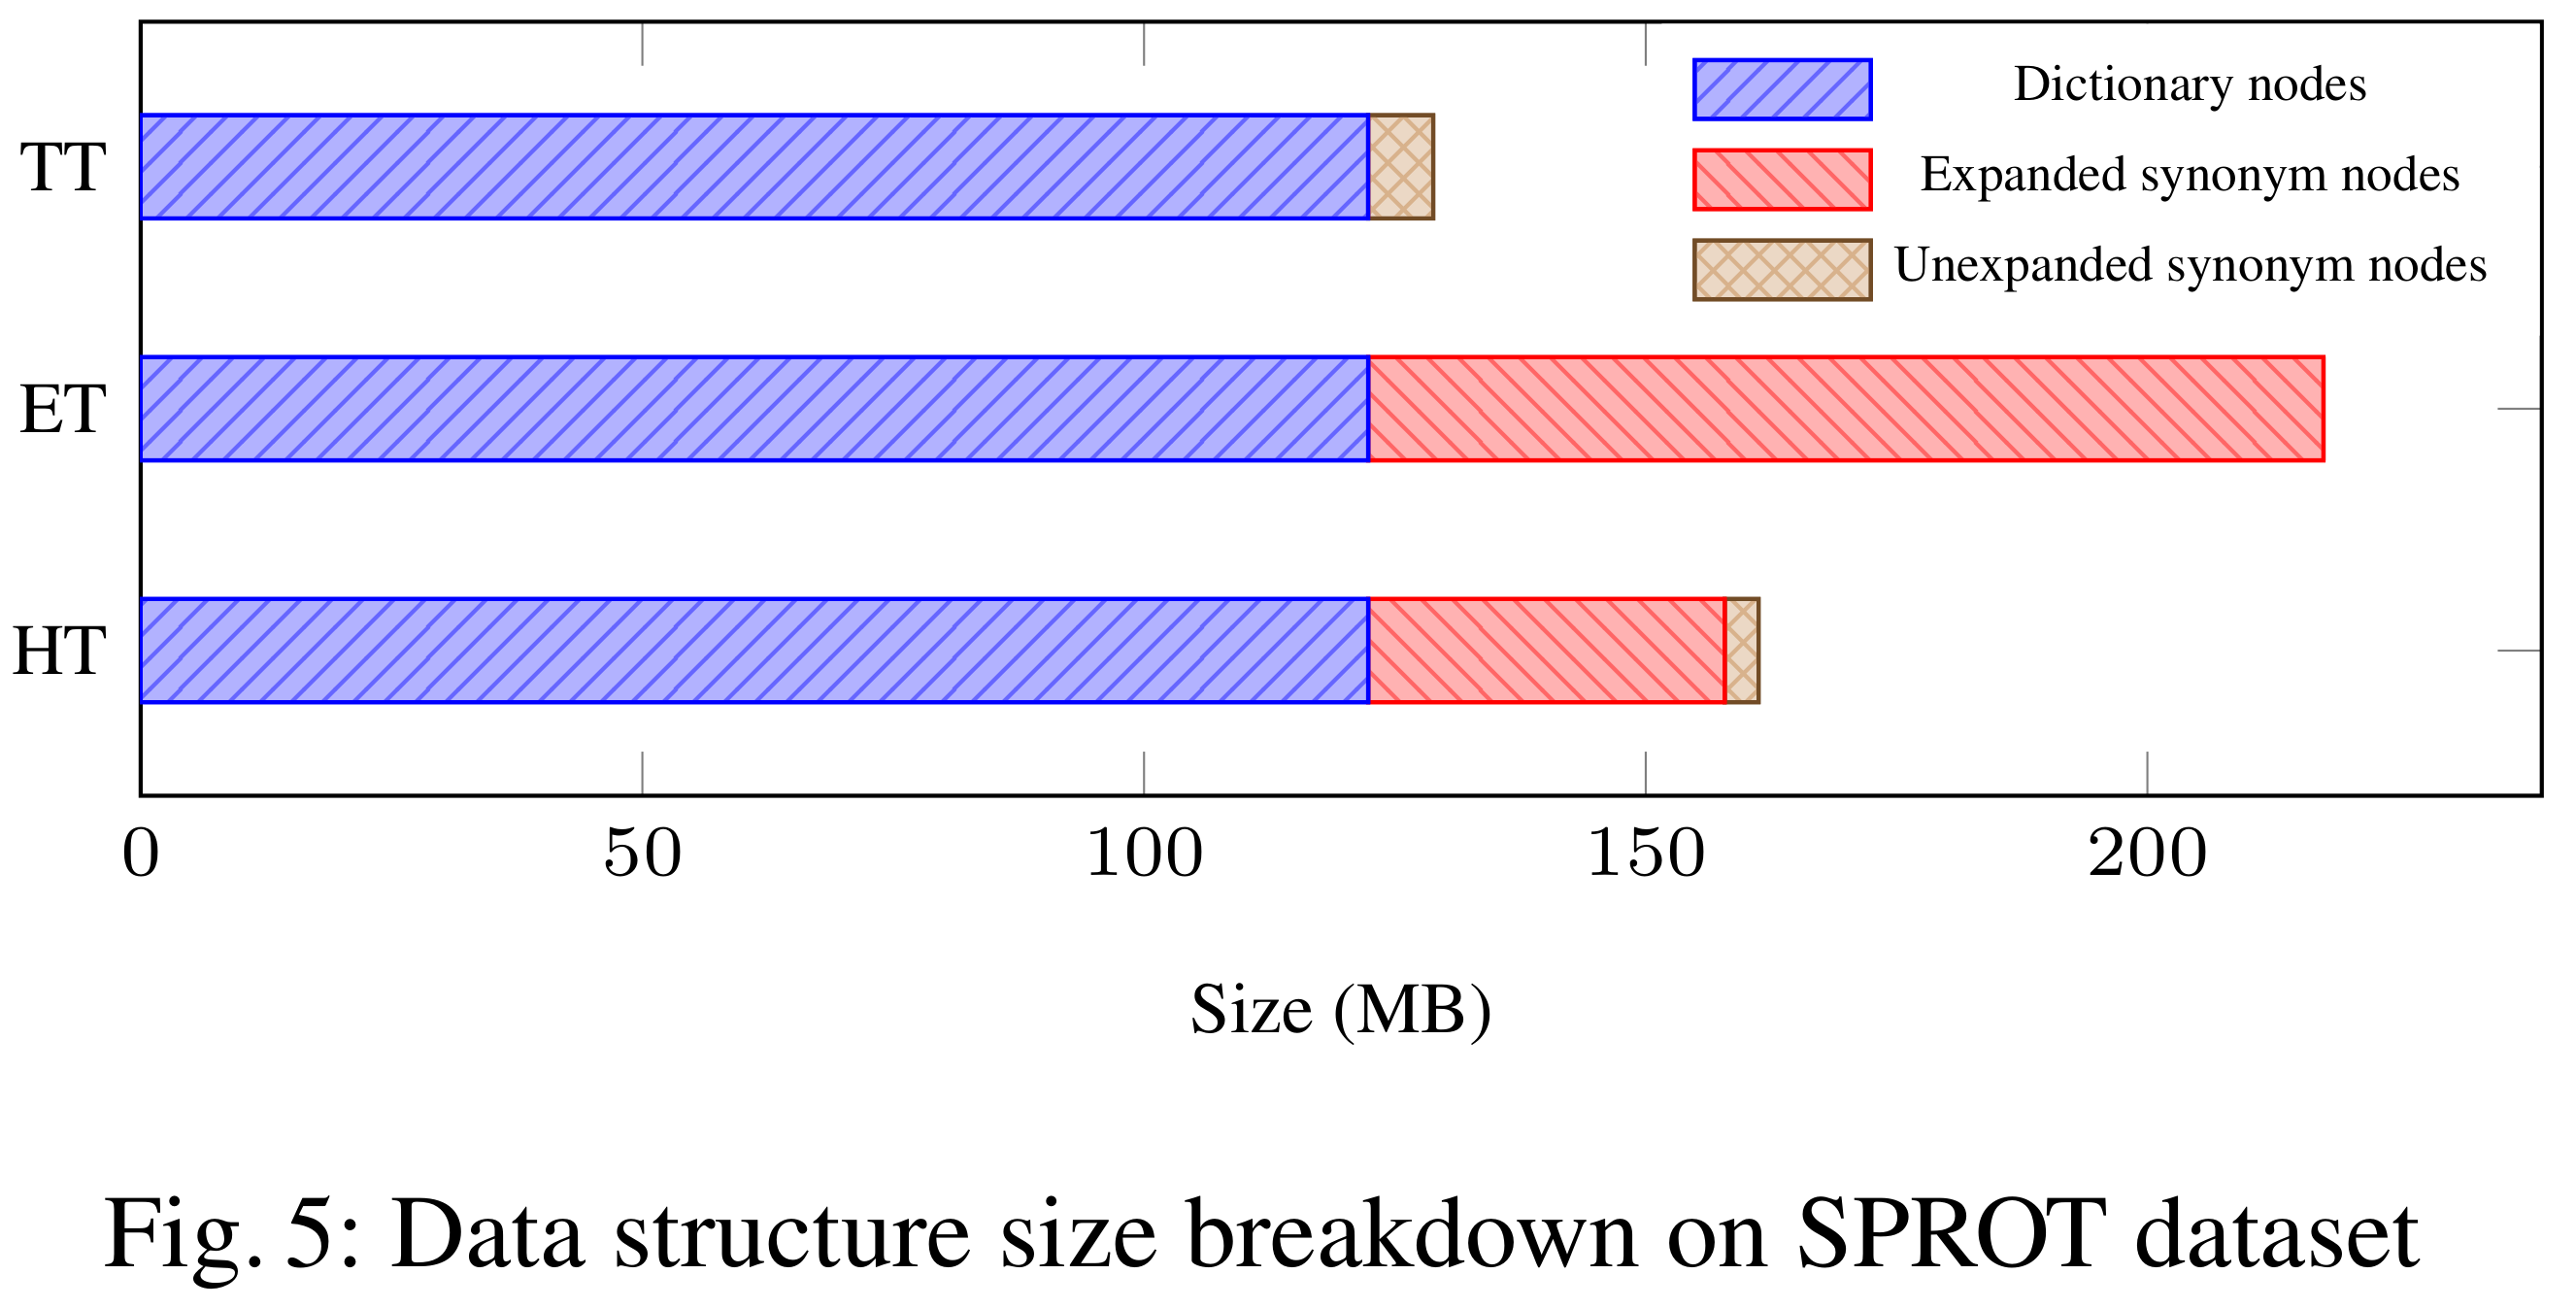 Dictionary nodes
TT
Expanded synonym nodes
Unexpanded synonym nodes
ET
HT
0 50 100 150 200
Size (MB)
Fig. 5: Data structure size breakdown on SPROT dataset